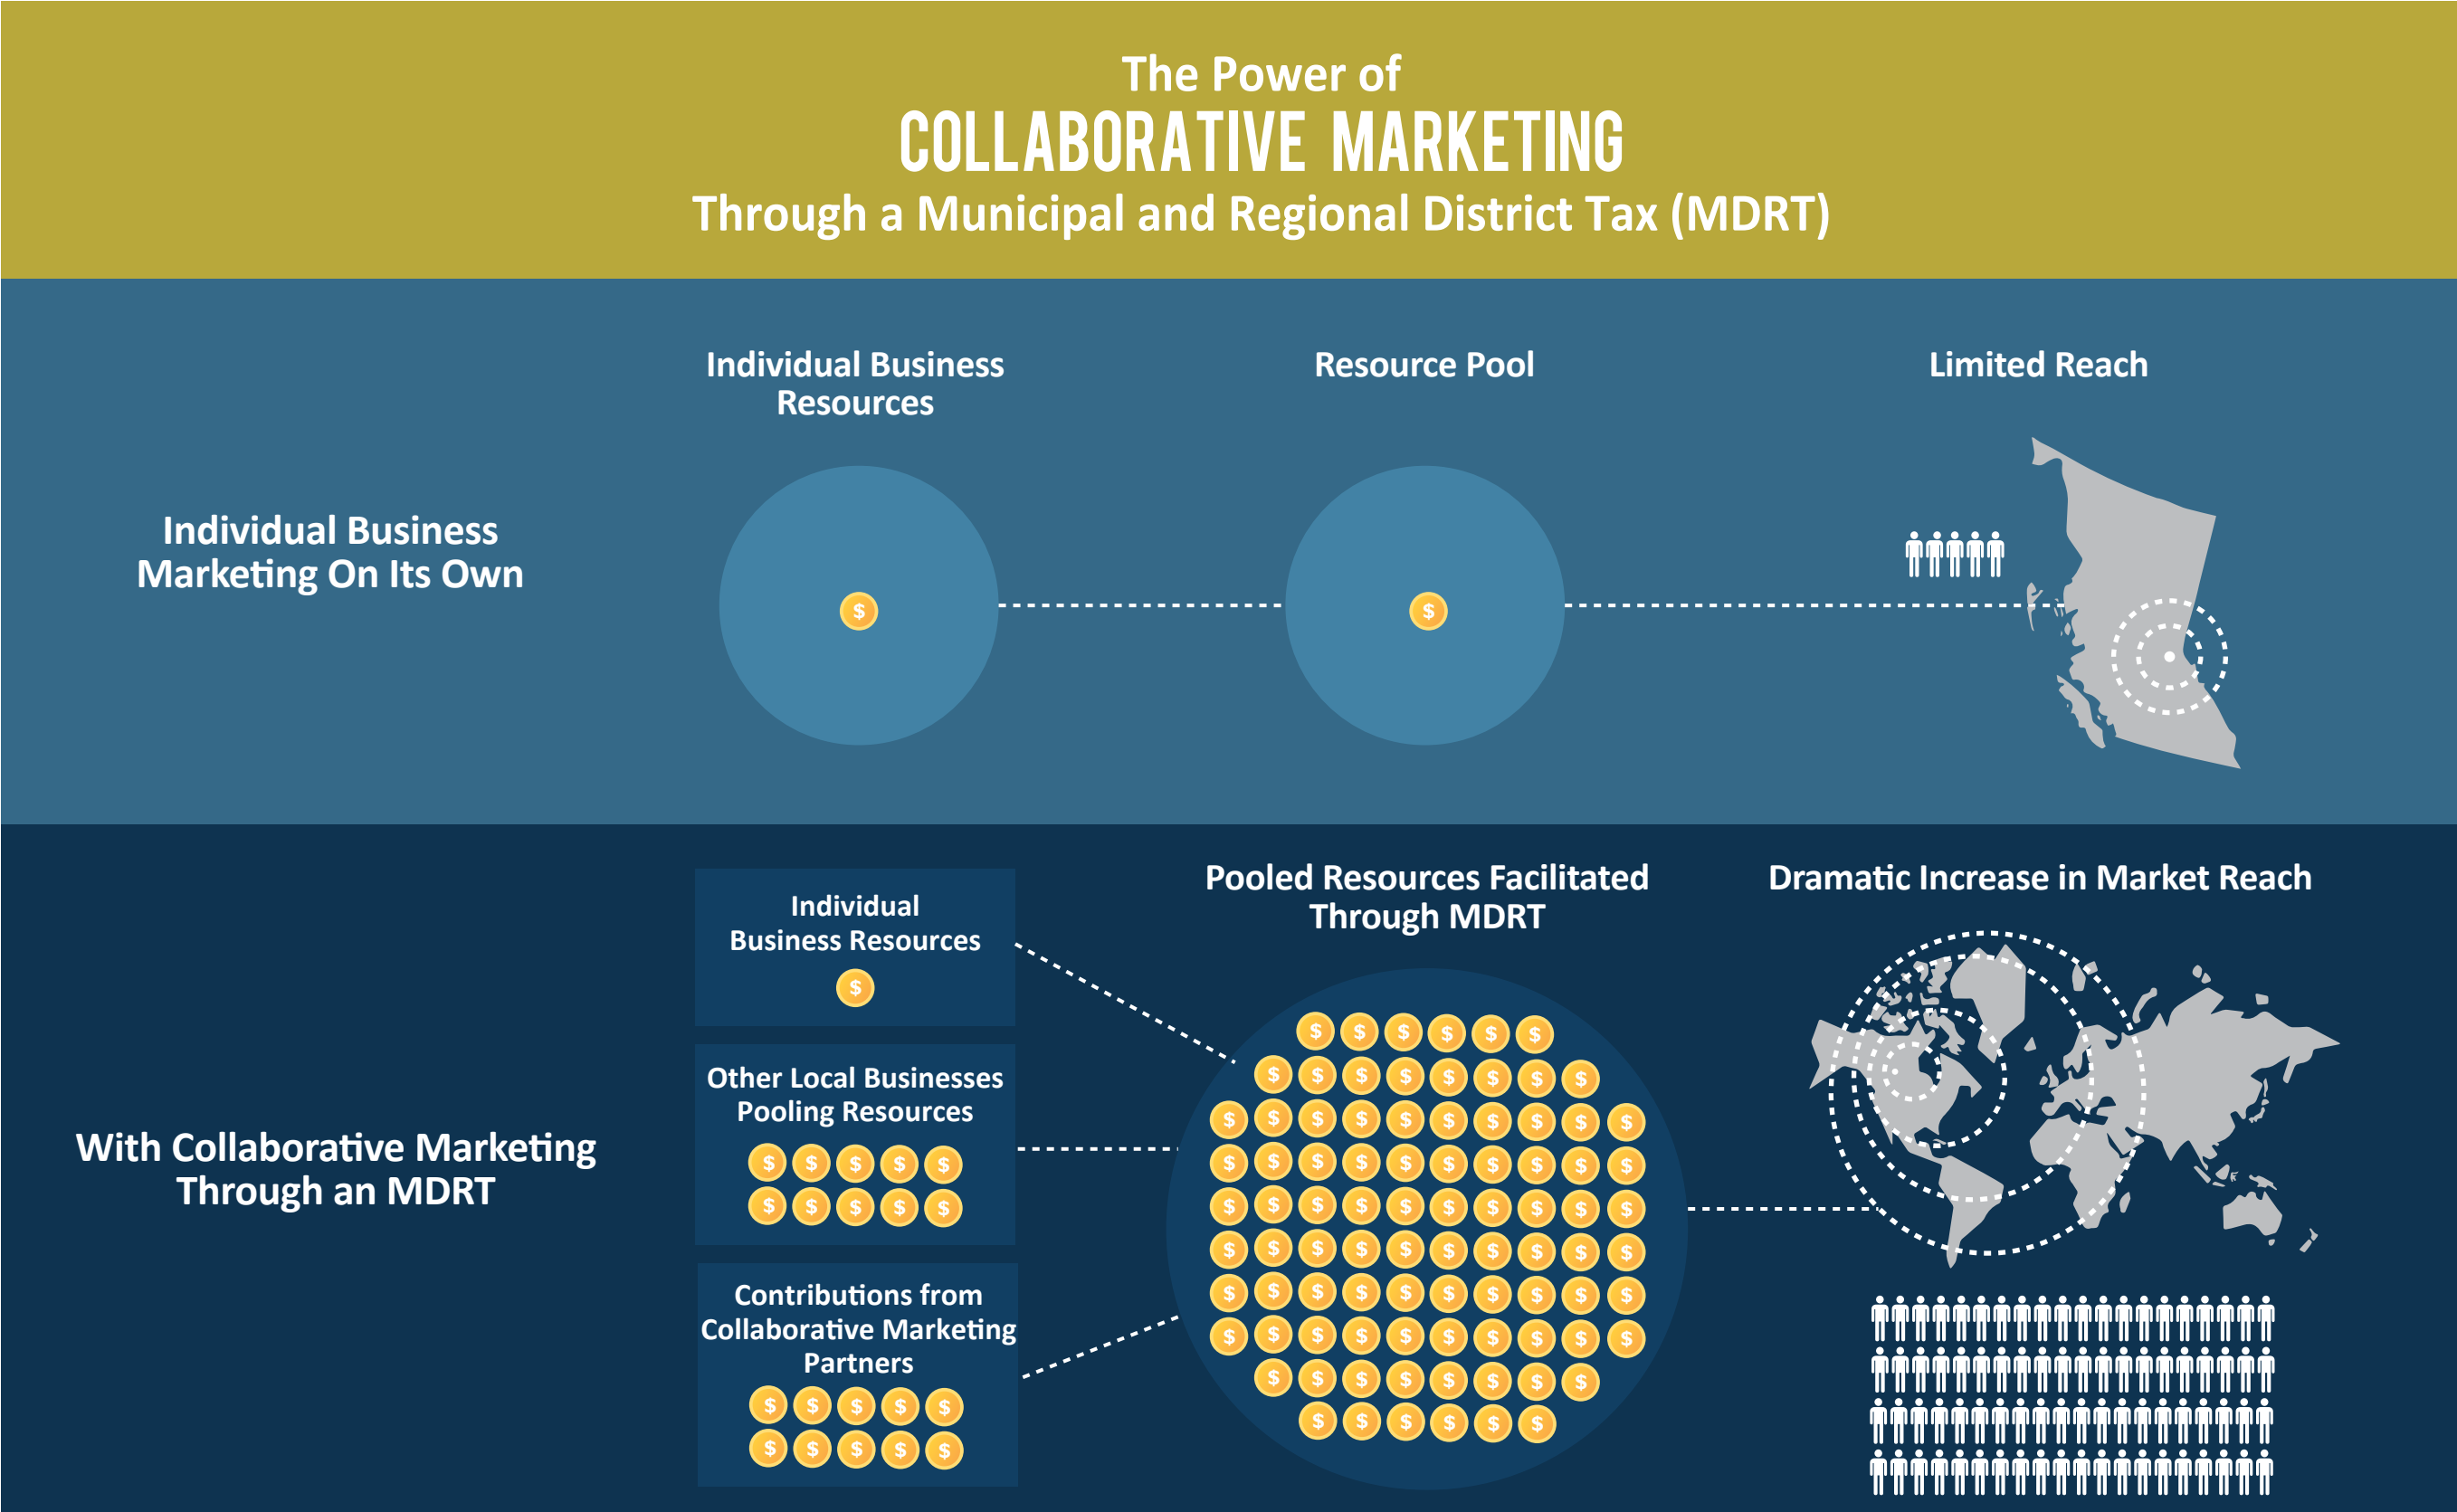 The Power of
COLLABORATIVE MARKETING
Through a Municipal and Regional District Tax (MDRT)
Individual Business
Resources
Resource Pool
Limited Reach
Individual Business
Marketing On Its Own
$
$
Individual
Business Resources
$
Other Local Businesses
Pooling Resources
$ $ $ $ $
$ $ $ $ $
Contributions from
Collaborative Marketing
Partners
$ $ $ $ $
$ $ $ $ $
With Collaborative Marketing
Through an MDRT
Pooled Resources Facilitated
Through MDRT
$ $ $ $ $ $
$ $ $ $ $ $ $ $
$ $ $ $ $ $ $ $ $ $
$ $ $ $ $ $ $ $ $ $
$ $ $ $ $ $ $ $ $ $
$ $ $ $ $ $ $ $ $ $
$ $ $ $ $ $ $ $ $ $
$ $ $ $ $ $ $ $ $ $
$ $ $ $ $ $ $ $
$ $ $ $ $ $
Dramatic Increase in Market Reach